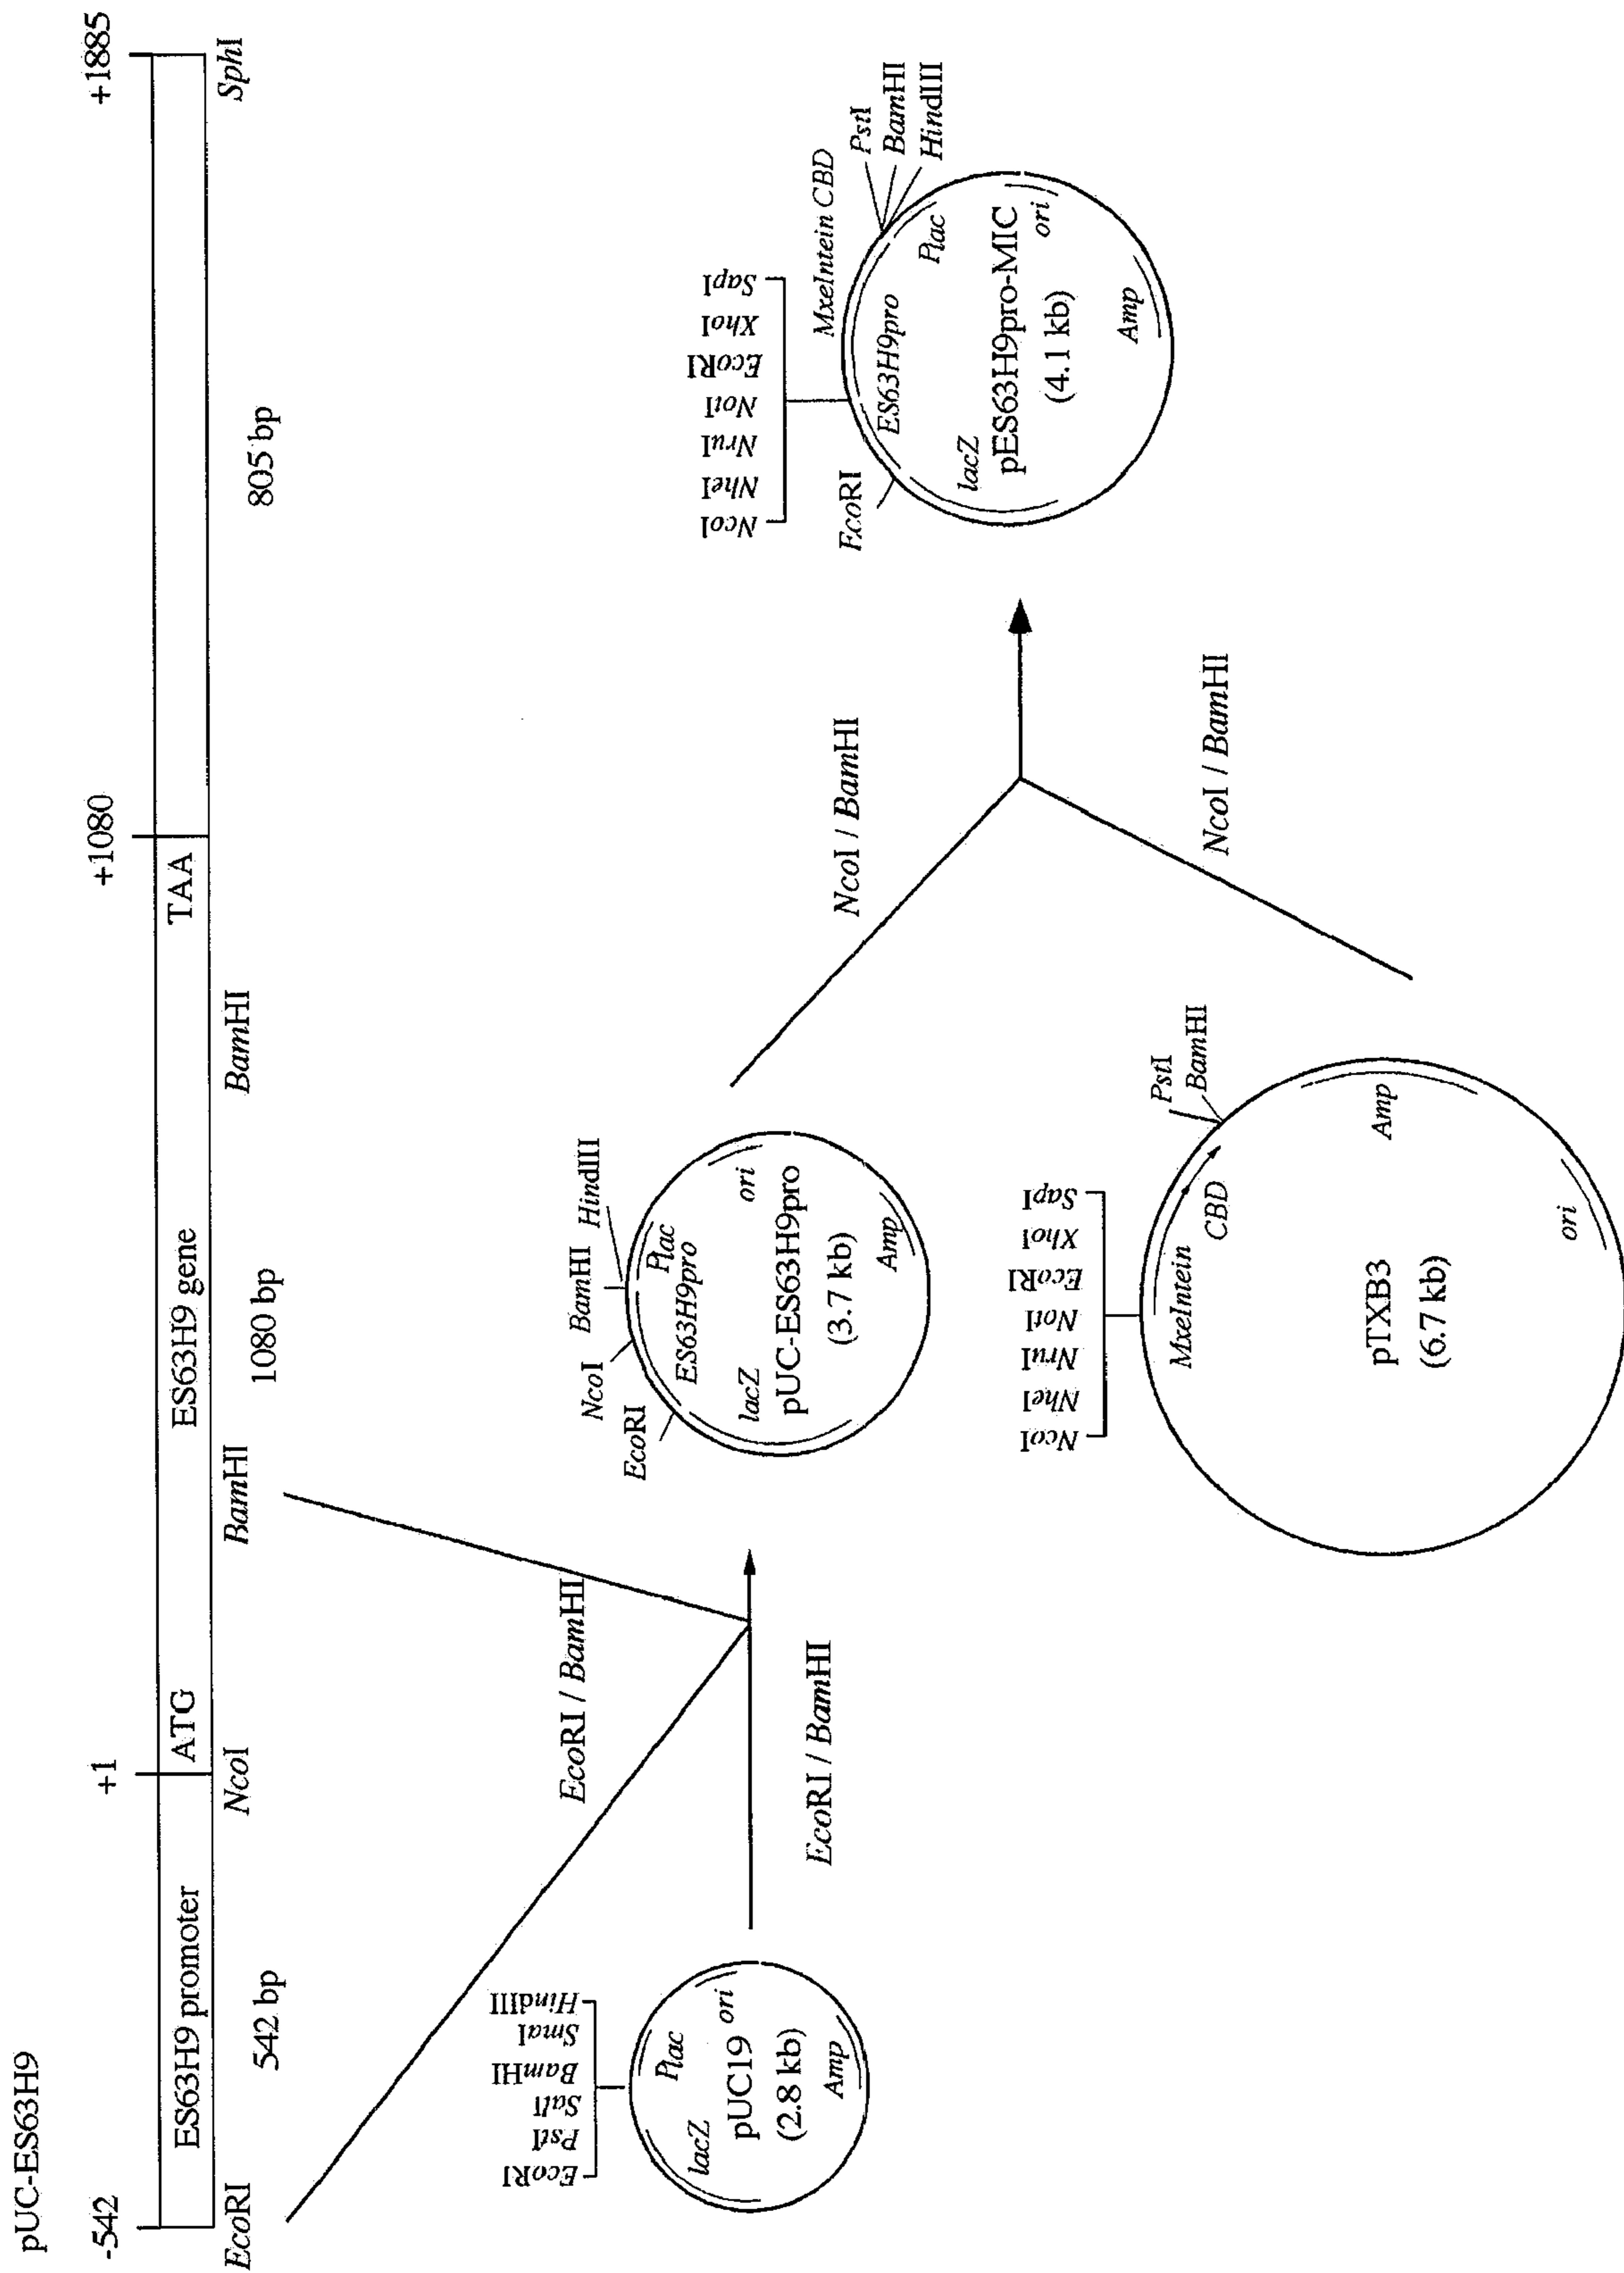 pUC-ES63H9
-542
+1
+1080
+1885
ES63H9 promoter
ATG
ES63H9 gene
TAA
EcoRI
NcoI
BamHI
BamHI
SphI
542 bp
1080 bp
805 bp
EcoRI / BamHI
EcoRI / BamHI
EcoRI
PstI
SalI
BamHI
SmaI
HindIII
lacZ
Plac
ori
pUC19
(2.8 kb)
Amp
EcoRI
NcoI
BamHI
HindIII
Plac
ES63H9pro
lacZ
ori
pUC-ES63H9pro
(3.7 kb)
Amp
NcoI / BamHI
NcoI / BamHI
NcoI
NheI
NruI
NotI
EcoRI
XhoI
SapI
PstI
BamHI
MxeIntein
CBD
Amp
pTXB3
(6.7 kb)
ori
NcoI
NheI
NruI
NotI
EcoRI
XhoI
SapI
EcoRI
MxeIntein CBD
PstI
BamHI
HindIII
ES63H9pro
Plac
lacZ
pES63H9pro-MIC
ori
(4.1 kb)
Amp